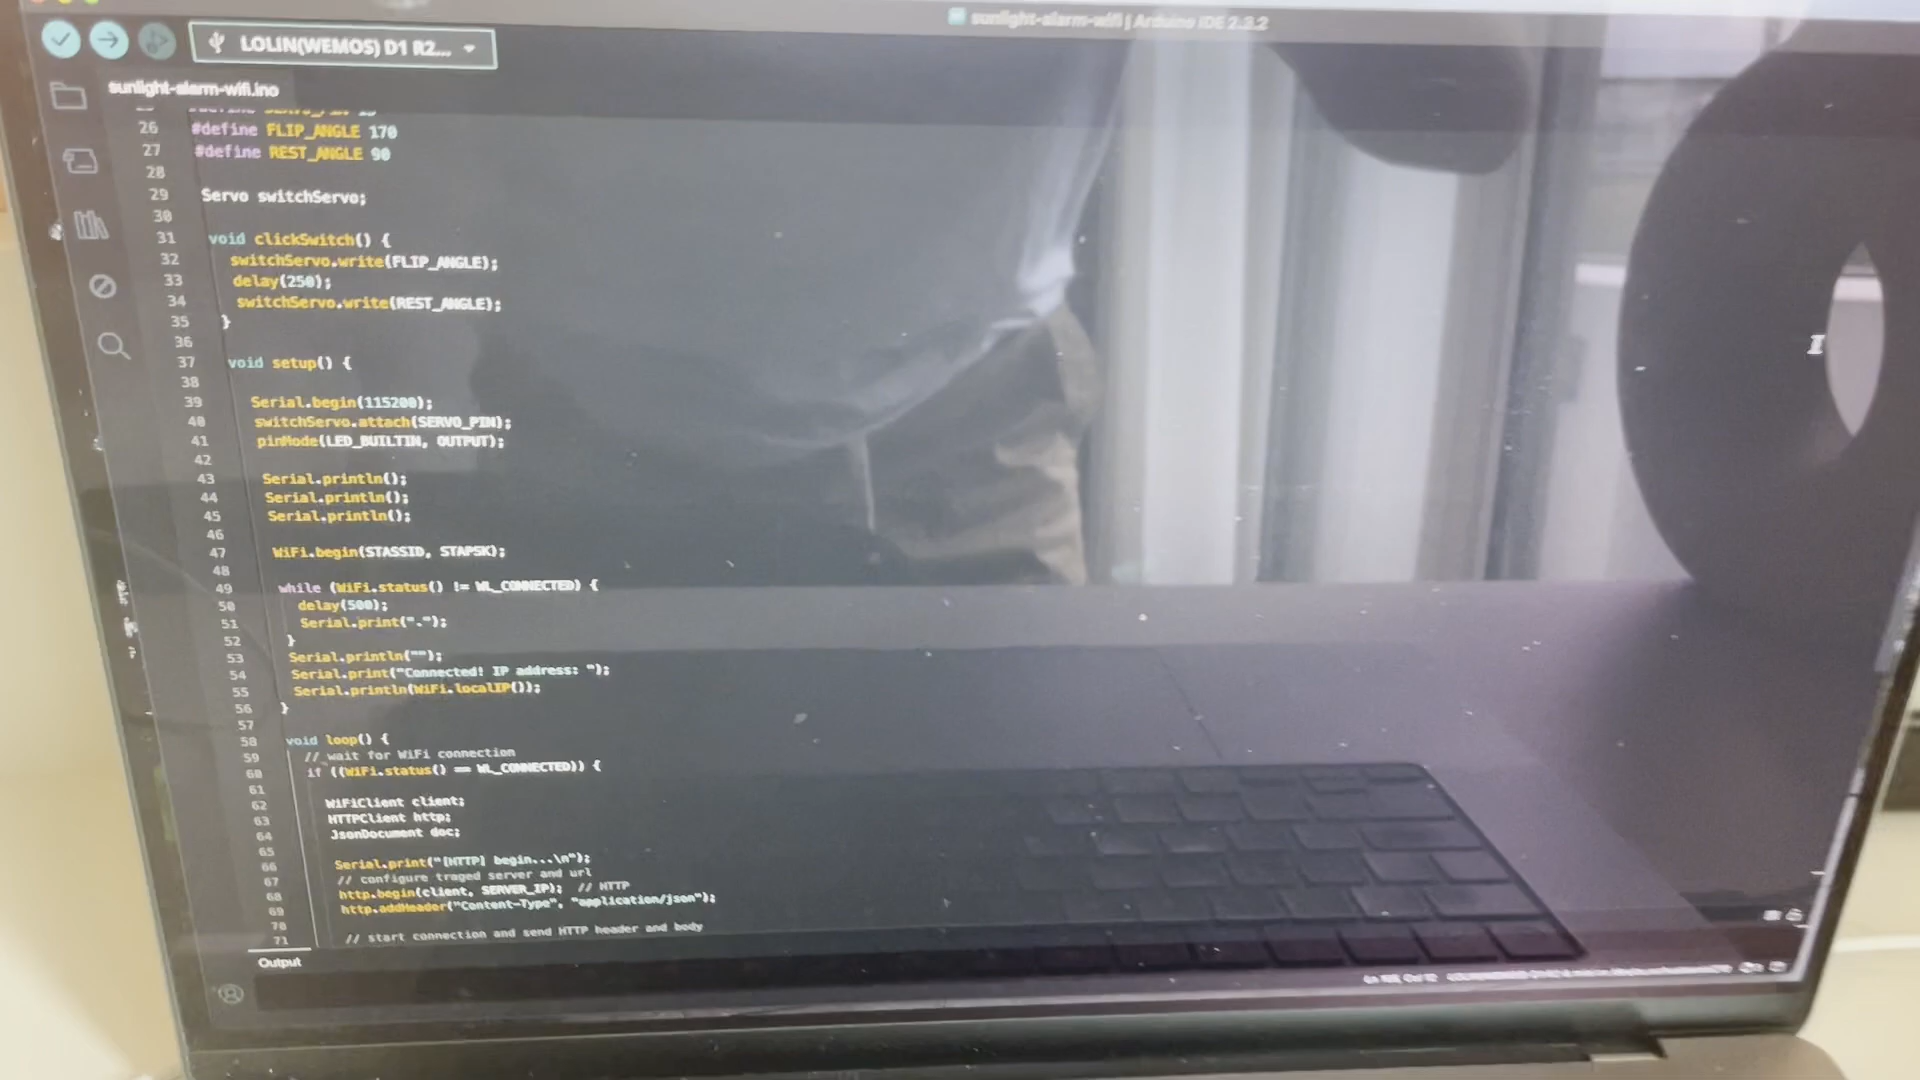 sunlight-alarm-wifi | Arduino IDE 2.3.2
LOLIN(WEMOS) D1 R2...
sunlight-alarm-wifi.ino
26 #define FLIP_ANGLE 170
27 #define REST_ANGLE 90
28
29 Servo switchServo;
30
31 void clickSwitch() {
32 switchServo.write(FLIP_ANGLE);
33 delay(250);
34 switchServo.write(REST_ANGLE);
35 }
36
37 void setup() {
38
39 Serial.begin(115200);
40 switchServo.attach(SERVO_PIN);
41 pinMode(LED_BUILTIN, OUTPUT);
42
43 Serial.println();
44 Serial.println();
45 Serial.println();
46
47 WiFi.begin(STASSID, STAPSK);
48
49 while (WiFi.status() != WL_CONNECTED) {
50 delay(500);
51 Serial.print(".");
52 }
53 Serial.println("");
54 Serial.print("Connected! IP address: ");
55 Serial.println(WiFi.localIP());
56 }
57
58 void loop() {
59 // wait for WiFi connection
60 if ((WiFi.status() == WL_CONNECTED)) {
61
62 WiFiClient client;
63 HTTPClient http;
64 JsonDocument doc;
65
66 Serial.print("[HTTP] begin...\n");
67 // configure traged server and url
68 http.begin(client, SERVER_IP); // HTTP
69 http.addHeader("Content-Type", "application/json");
70
71 // start connection and send HTTP header and body
Output